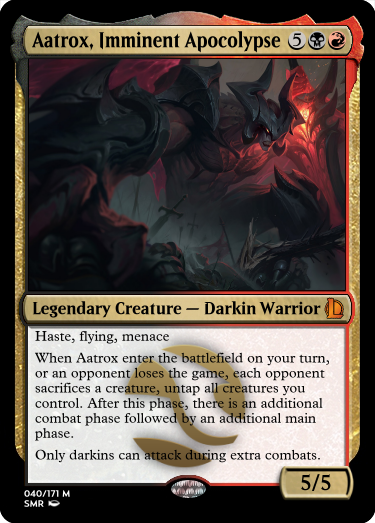 Aatrox, Imminent Apocolypse 5
Legendary Creature — Darkin Warrior
Haste, flying, menace
When Aatrox enter the battlefield on your turn,
or an opponent loses the game, each opponent
sacrifices a creature, untap all creatures you
control. After this phase, there is an additional
combat phase followed by an additional main
phase.
Only darkins can attack during extra combats.
5/5
040/171 M
SMR